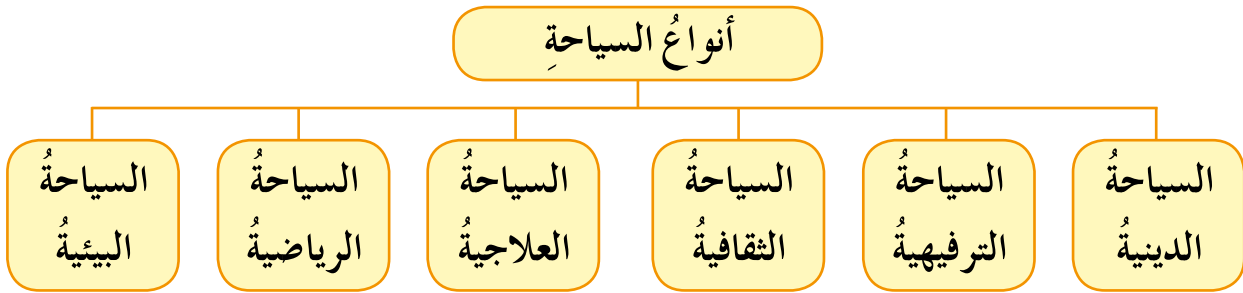 أنواعُ السياحةِ
السياحةُ
الدينيةُ
السياحةُ
الترفيهيةُ
السياحةُ
الثقافيةُ
السياحةُ
العلاجيةُ
السياحةُ
الرياضيةُ
السياحةُ
البيئيةُ